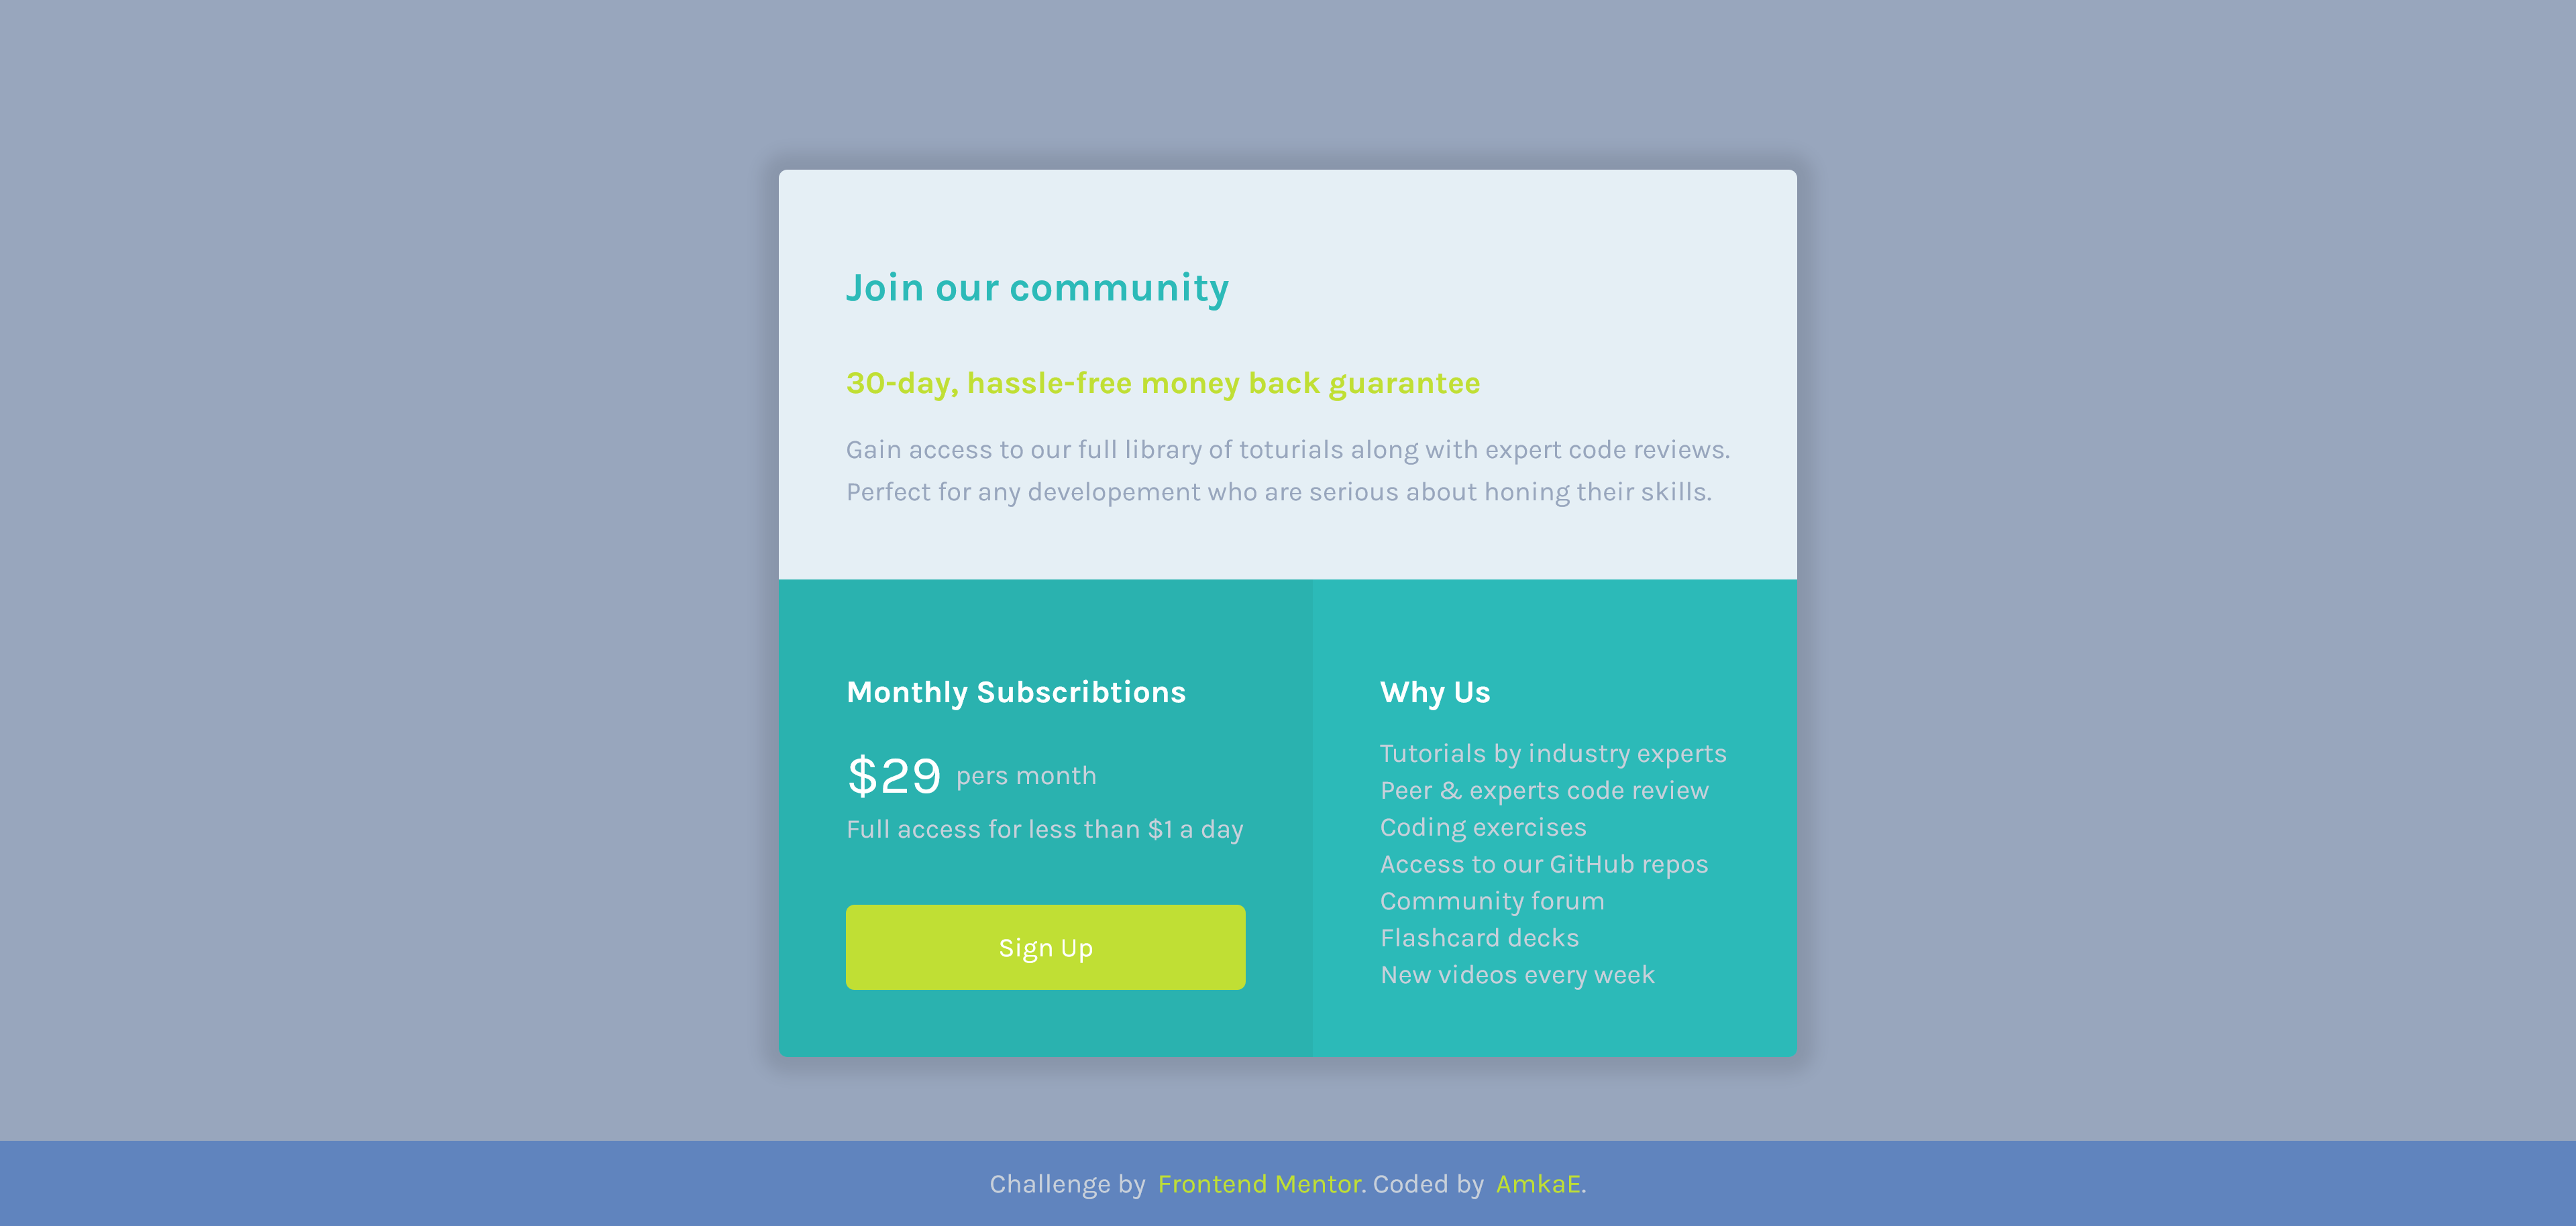 Join our community
30-day, hassle-free money back guarantee
Gain access to our full library of toturials along with expert code reviews.
Perfect for any developement who are serious about honing their skills.
Monthly Subscribtions
$29 pers month
Full access for less than $1 a day
Sign Up
Why Us
Tutorials by industry experts
Peer & experts code review
Coding exercises
Access to our GitHub repos
Community forum
Flashcard decks
New videos every week
Challenge by Frontend Mentor. Coded by AmkaE.